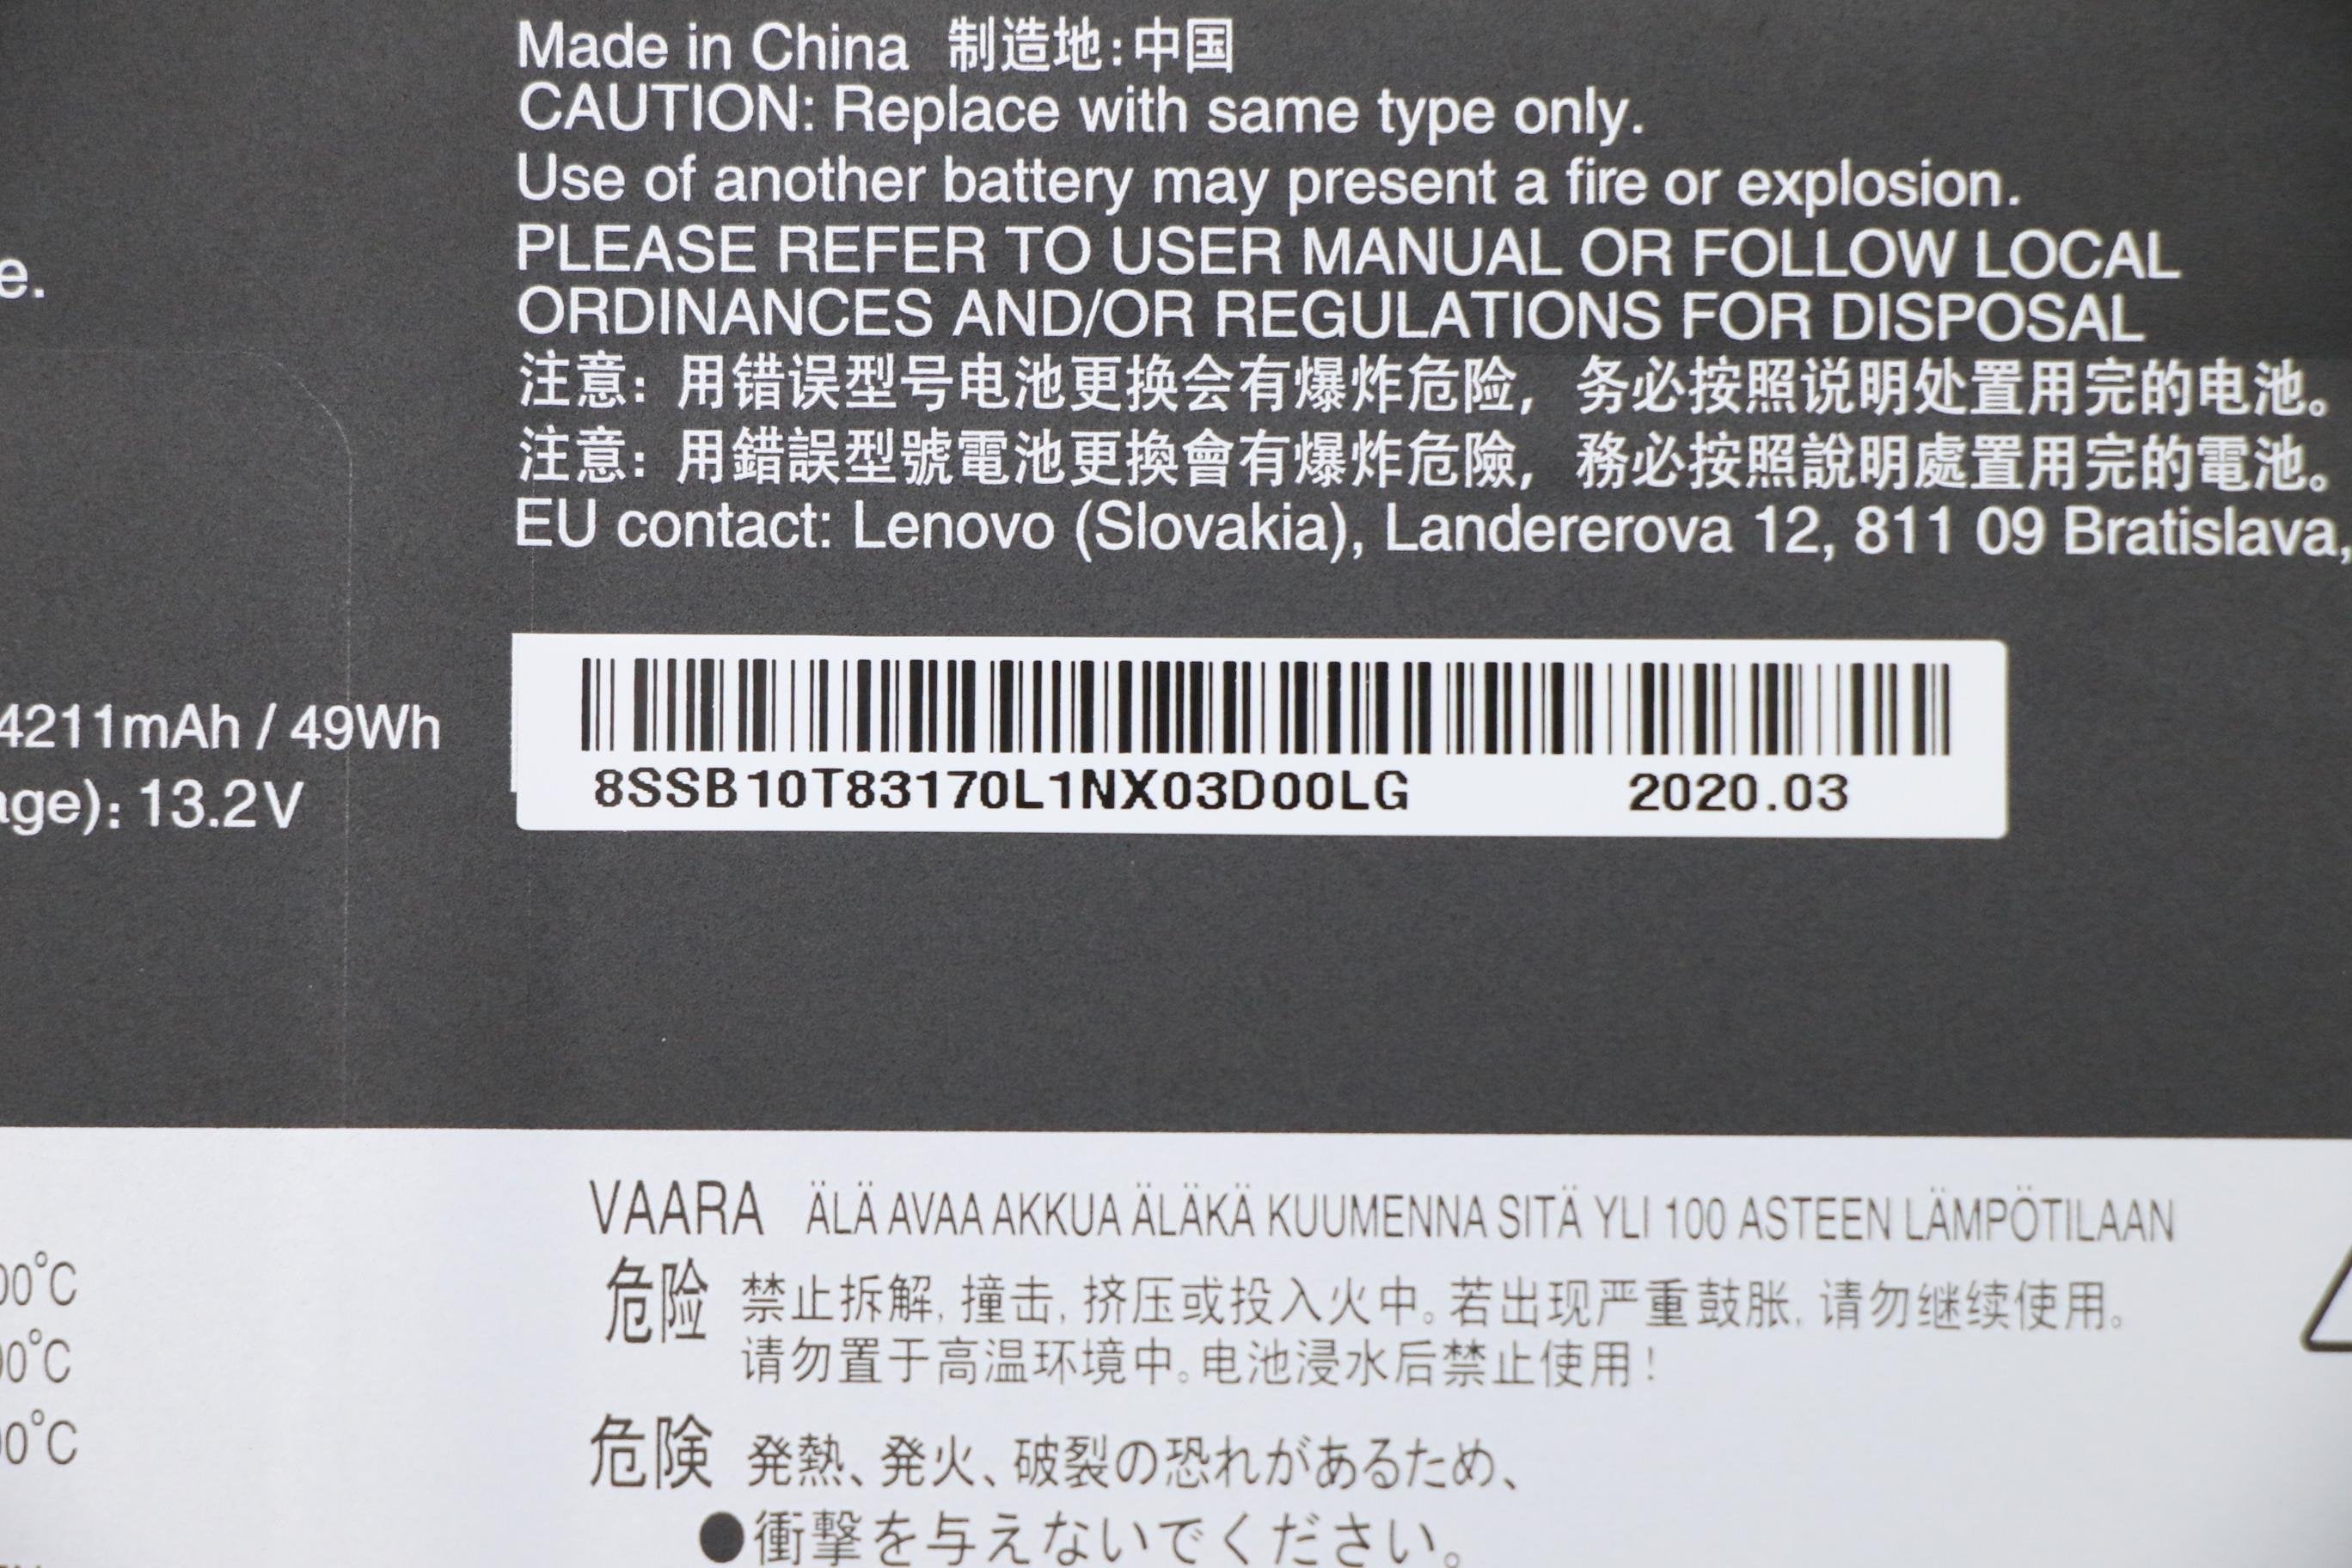 Made in China 制造地:中国
CAUTION: Replace with same type only.
Use of another battery may present a fire or explosion.
e.
PLEASE REFER TO USER MANUAL OR FOLLOW LOCAL
ORDINANCES AND/OR REGULATIONS FOR DISPOSAL
注意：用错误型号电池更换会有爆炸危险，务必按照说明处置用完的电池。
注意：用錯誤型號電池更換會有爆炸危險，務必按照說明處置用完的電池。
EU contact: Lenovo (Slovakia), Landererova 12, 811 09 Bratislava,
4211mAh / 49Wh
age): 13.2V
8SSB10T83170L1NX03D00LG 2020.03
VAARA ÄLÄ AVAA AKKUA ÄLÄKÄ KUUMENNA SITÄ YLI 100 ASTEEN LÄMPÖTILAAN
危险 禁止拆解, 撞击, 挤压或投入火中。若出现严重鼓胀, 请勿继续使用。
请勿置于高温环境中。电池浸水后禁止使用!
00°C
00°C
00°C
危険 発熱、発火、破裂の恐れがあるため、
●衝撃を与えないでください。